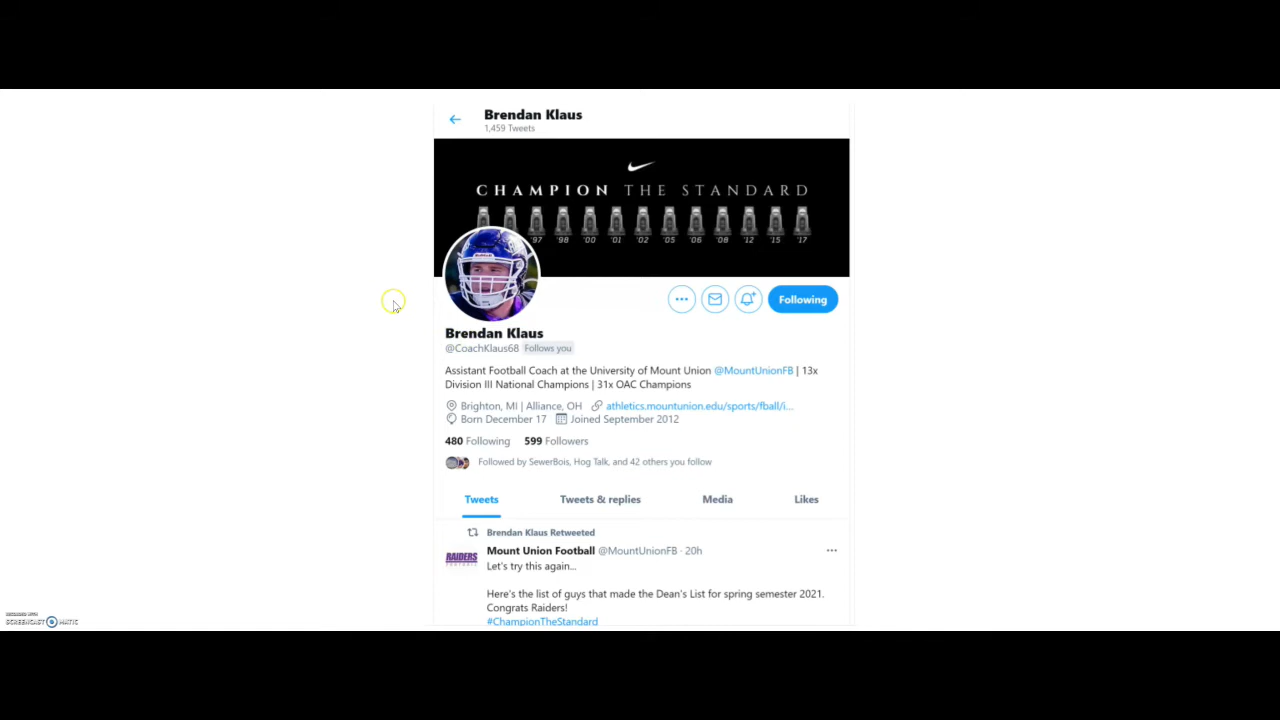 Brendan Klaus
1,459 Tweets
CHAMPION THE STANDARD
'97 '98 '00 '01 '02 '05 '06 '08 '12 '15 '17
Following
Brendan Klaus
@CoachKlaus68 Follows you
Assistant Football Coach at the University of Mount Union @MountUnionFB | 13x
Division III National Champions | 31x OAC Champions
Brighton, MI | Alliance, OH athletics.mountunion.edu/sports/fball/i...
Born December 17 Joined September 2012
480 Following 599 Followers
Followed by SewerBois, Hog Talk, and 42 others you follow
Tweets Tweets & replies Media Likes
Brendan Klaus Retweeted
RAIDERS
FOOTBALL
Mount Union Football @MountUnionFB · 20h
Let's try this again...
Here's the list of guys that made the Dean's List for spring semester 2021.
Congrats Raiders!
#ChampionTheStandard
RECORDED WITH
SCREENCAST MATIC